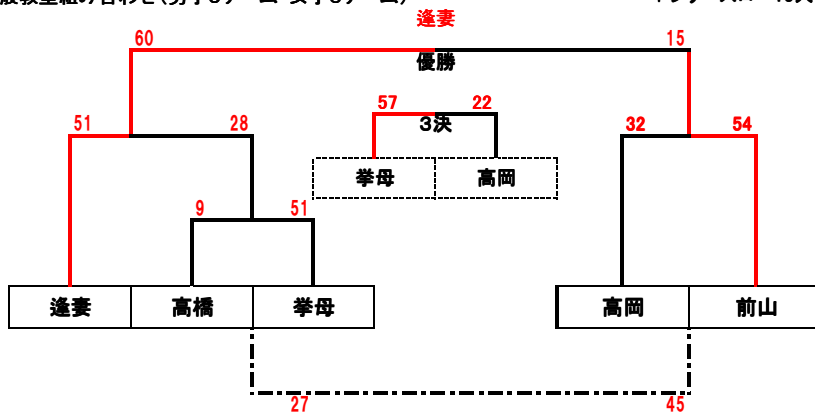 逢妻
60 15
優勝
57 22
51 28 3決 32 54
挙母 高岡
9 51
逢妻 高橋 挙母 高岡 前山
27 45